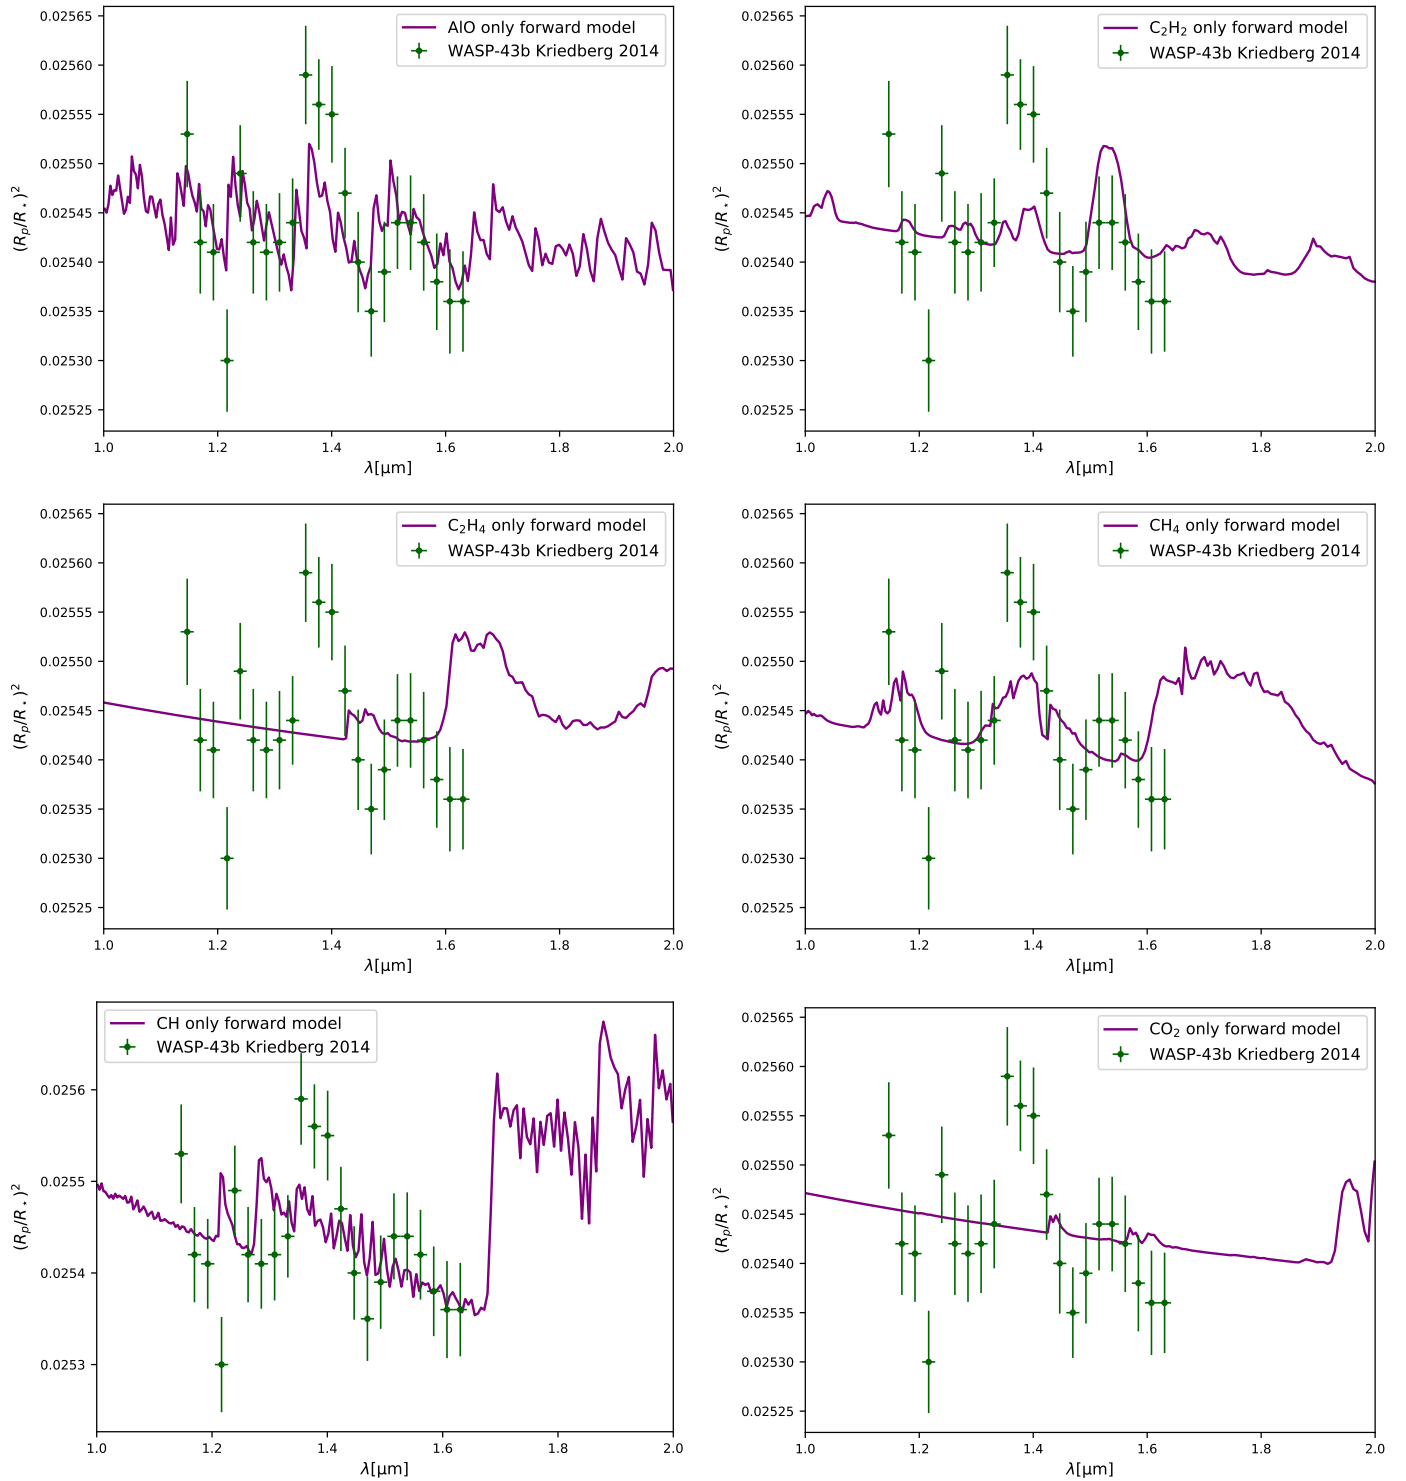 AlO only forward model
WASP-43b Kriedberg 2014
0.02565
0.02560
0.02555
0.02550
0.02545
0.02540
0.02535
0.02530
0.02525
(Rₚ/R⋆)²
1.0 1.2 1.4 1.6 1.8 2.0
λ[µm]
C₂H₂ only forward model
WASP-43b Kriedberg 2014
0.02565
0.02560
0.02555
0.02550
0.02545
0.02540
0.02535
0.02530
0.02525
(Rₚ/R⋆)²
1.0 1.2 1.4 1.6 1.8 2.0
λ[µm]
C₂H₄ only forward model
WASP-43b Kriedberg 2014
0.02565
0.02560
0.02555
0.02550
0.02545
0.02540
0.02535
0.02530
0.02525
(Rₚ/R⋆)²
1.0 1.2 1.4 1.6 1.8 2.0
λ[µm]
CH₄ only forward model
WASP-43b Kriedberg 2014
0.02565
0.02560
0.02555
0.02550
0.02545
0.02540
0.02535
0.02530
0.02525
(Rₚ/R⋆)²
1.0 1.2 1.4 1.6 1.8 2.0
λ[µm]
CH only forward model
WASP-43b Kriedberg 2014
0.0256
0.0255
0.0254
0.0253
(Rₚ/R⋆)²
1.0 1.2 1.4 1.6 1.8 2.0
λ[µm]
CO₂ only forward model
WASP-43b Kriedberg 2014
0.02565
0.02560
0.02555
0.02550
0.02545
0.02540
0.02535
0.02530
0.02525
(Rₚ/R⋆)²
1.0 1.2 1.4 1.6 1.8 2.0
λ[µm]